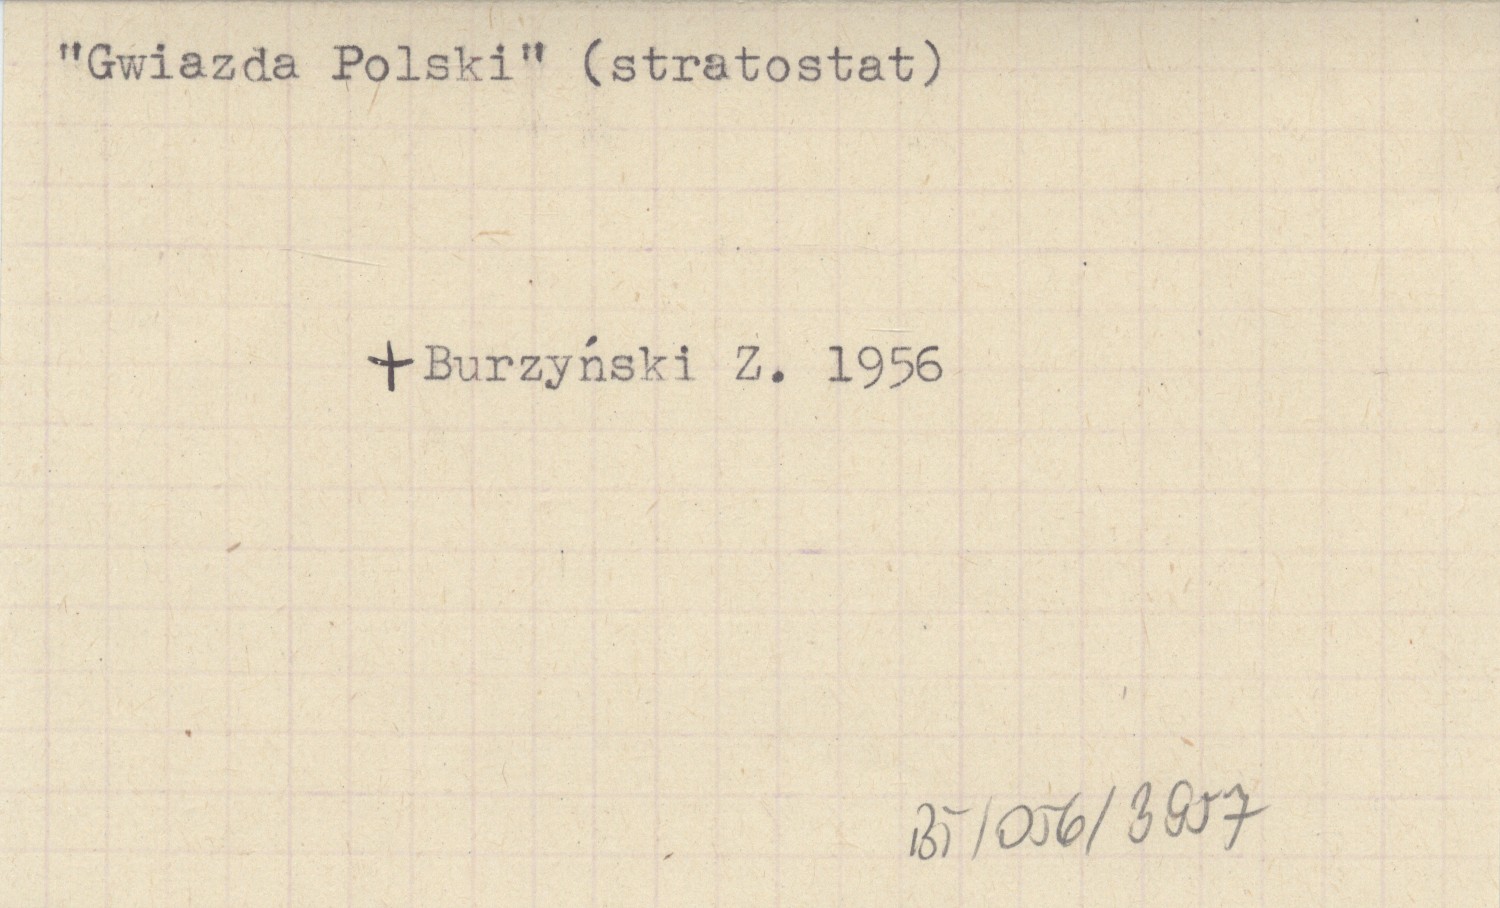 "Gwiazda Polski" (stratostat)
+ Burzyński Z. 1956
BT/056/3957